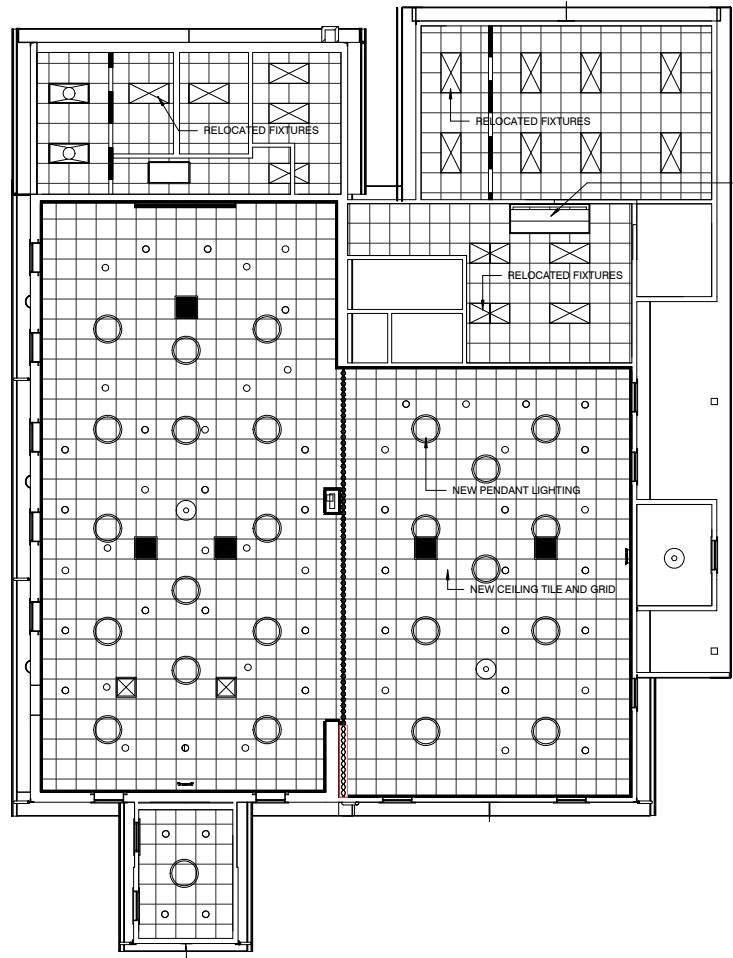 RELOCATED FIXTURES
RELOCATED FIXTURES
RELOCATED FIXTURES
NEW PENDANT LIGHTING
NEW CEILING TILE AND GRID